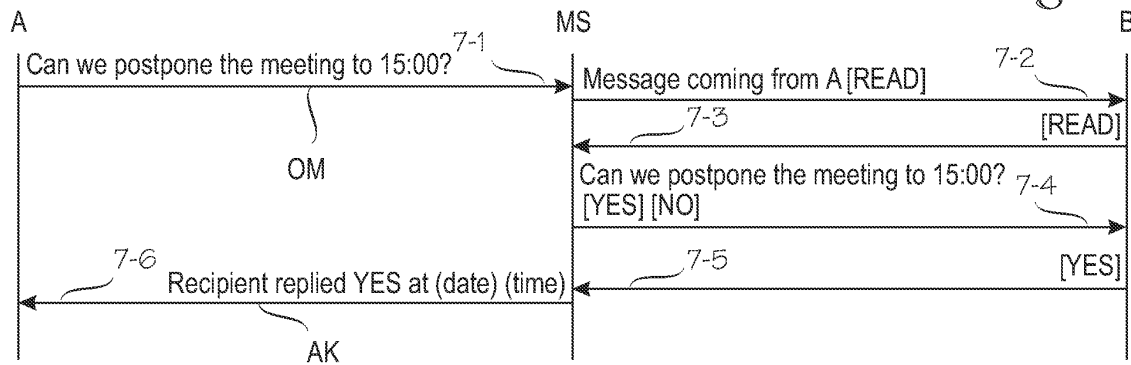 A MS B
7-1
Can we postpone the meeting to 15:00?
7-2
Message coming from A [READ]
7-3
[READ]
OM
Can we postpone the meeting to 15:00?
7-4
[YES] [NO]
7-6
7-5
[YES]
Recipient replied YES at (date) (time)
AK